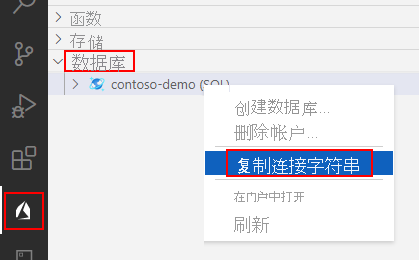 函数
存储
数据库
contoso-demo (SQL)
创建数据库...
删除帐户...
复制连接字符串
在门户中打开
刷新